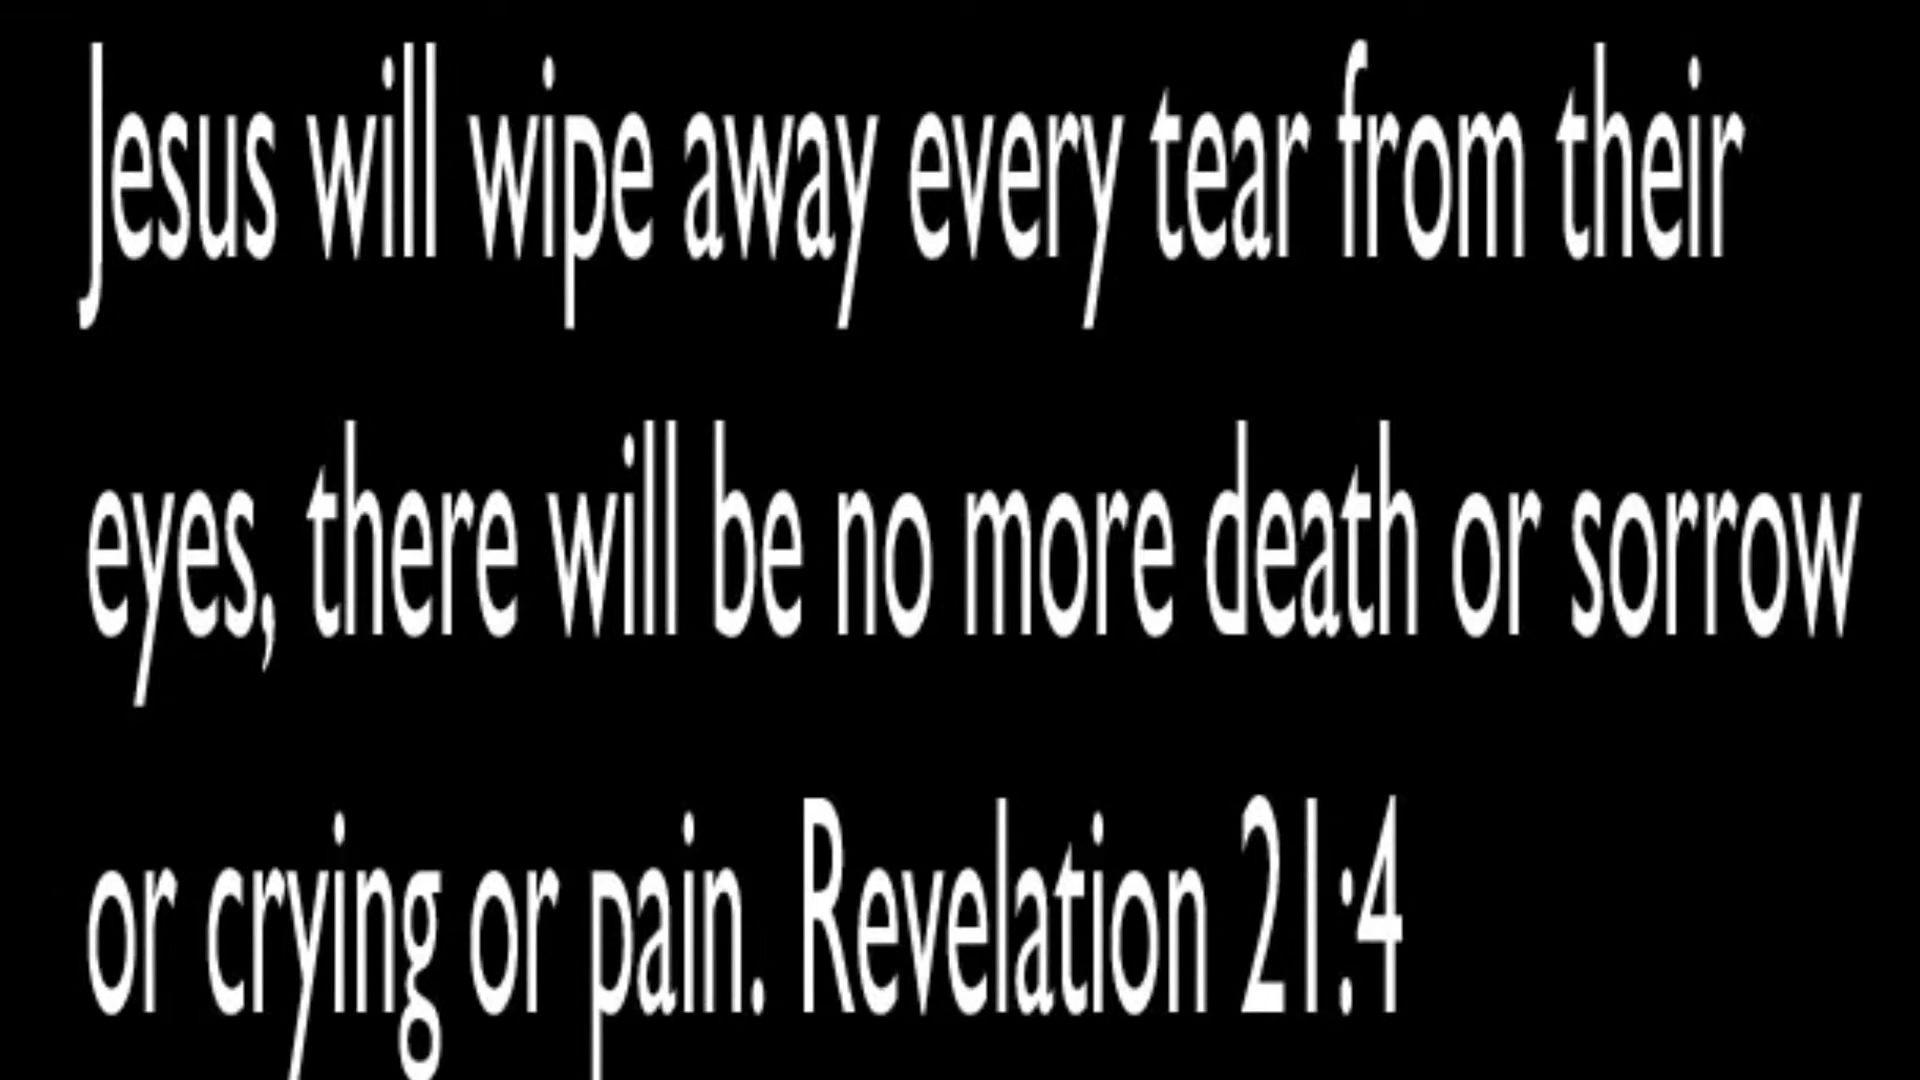 Jesus will wipe away every tear from their
eyes, there will be no more death or sorrow
or crying or pain. Revelation 21:4